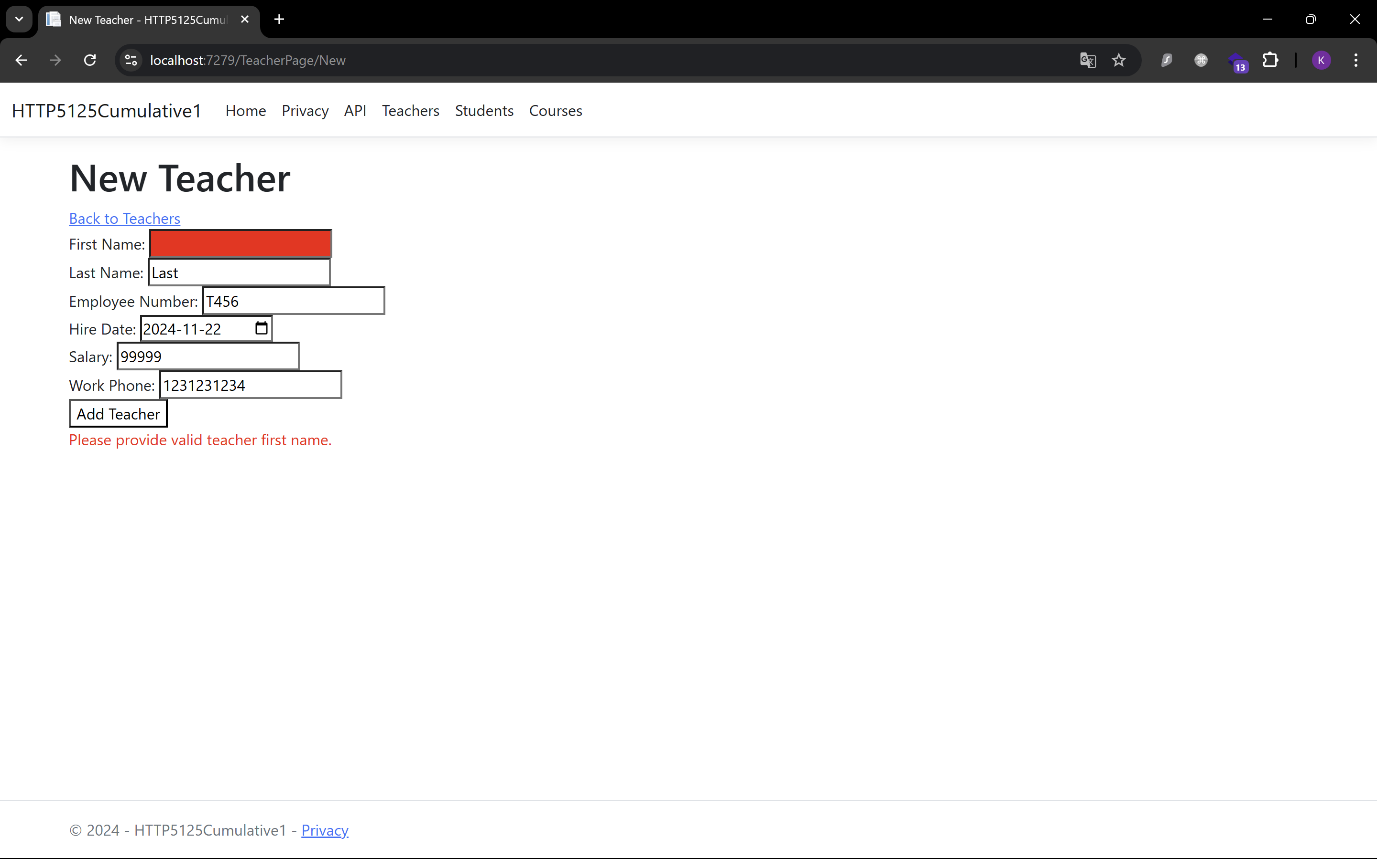 New Teacher - HTTP5125Cumul
localhost:7279/TeacherPage/New
13
K
HTTP5125Cumulative1 Home Privacy API Teachers Students Courses
New Teacher
Back to Teachers
First Name:
Last Name: Last
Employee Number: T456
Hire Date: 2024-11-22
Salary: 99999
Work Phone: 1231231234
Add Teacher
Please provide valid teacher first name.
© 2024 - HTTP5125Cumulative1 - Privacy